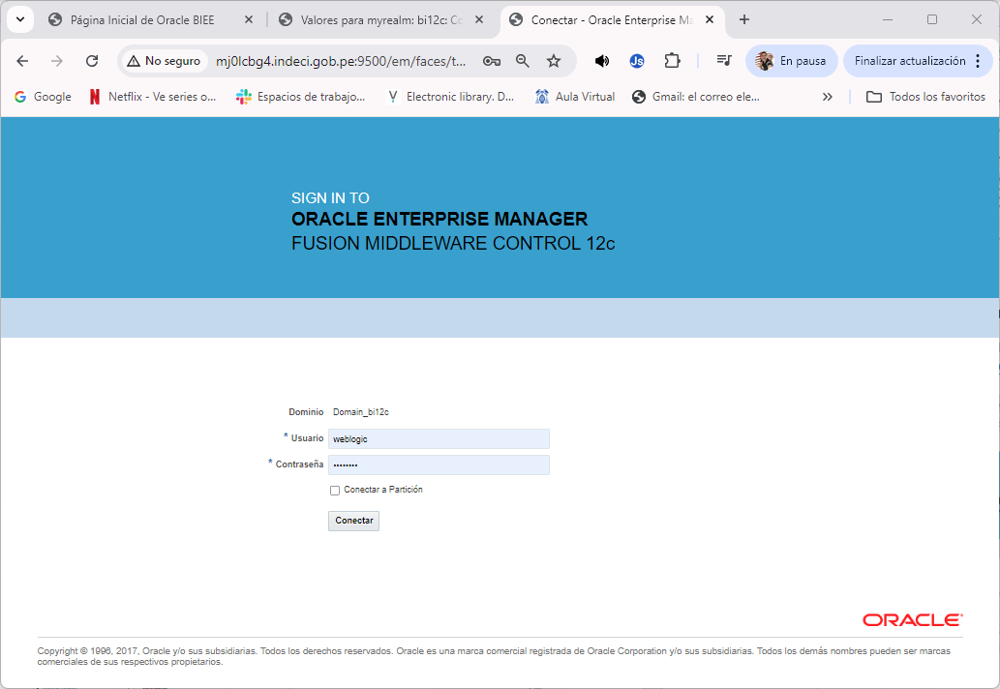 Página Inicial de Oracle BIEE
Valores para myrealm: bi12c: Co
Conectar - Oracle Enterprise Ma
No seguro
mj0lcbg4.indeci.gob.pe:9500/em/faces/t...
Js
En pausa
Finalizar actualización
Google
Netflix - Ve series o...
Espacios de trabajo...
Electronic library. D...
Aula Virtual
Gmail: el correo ele...
Todos los favoritos
SIGN IN TO
ORACLE ENTERPRISE MANAGER
FUSION MIDDLEWARE CONTROL 12c
Dominio Domain_bi12c
* Usuario weblogic
* Contraseña ••••••••
Conectar a Partición
Conectar
ORACLE
Copyright © 1996, 2017, Oracle y/o sus subsidiarias. Todos los derechos reservados. Oracle es una marca comercial registrada de Oracle Corporation y/o sus subsidiarias. Todos los demás nombres pueden ser marcas
comerciales de sus respectivos propietarios.